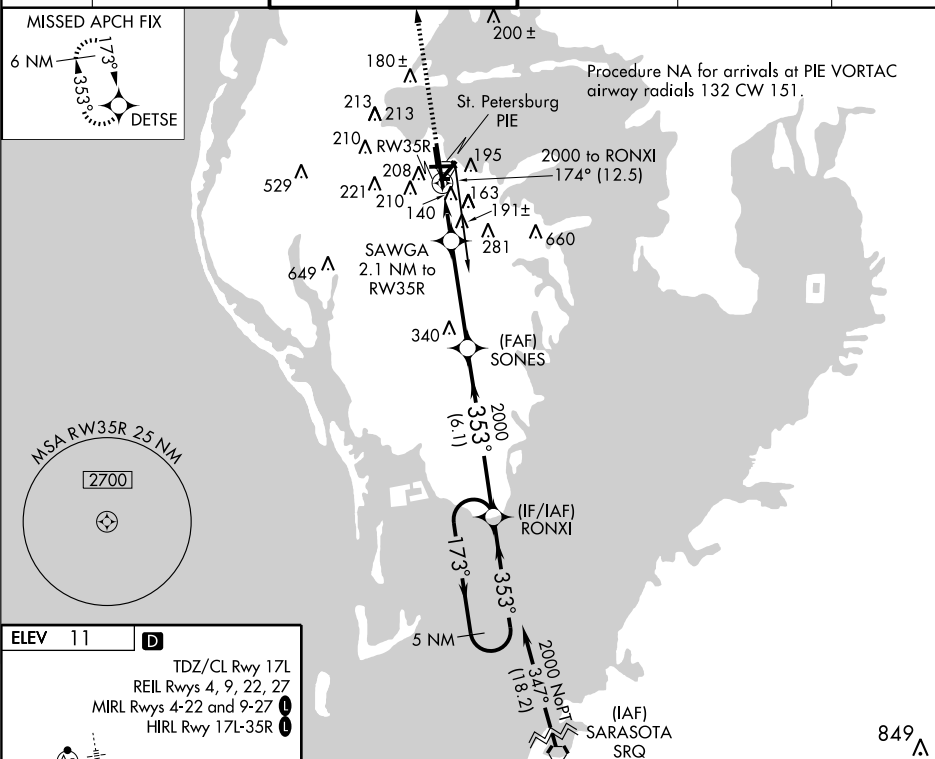 MISSED APCH FIX
6 NM
173°
353°
DETSE
200 ±
180 ±
Procedure NA for arrivals at PIE VORTAC
airway radials 132 CW 151.
213
213
St. Petersburg
PIE
210
RW35R
195
2000 to RONXI
174° (12.5)
529
208
221
210
163
140
191±
281
660
SAWGA
2.1 NM to
RW35R
649
340
(FAF)
SONES
2000
353°
(6.1)
MSA RW35R 25 NM
2700
(IF/IAF)
RONXI
173°
353°
5 NM
2000 NoPT
347°
(18.2)
(IAF)
SARASOTA
SRQ
849
ELEV 11
D
TDZ/CL Rwy 17L
REIL Rwys 4, 9, 22, 27
MIRL Rwys 4-22 and 9-27 L
HIRL Rwy 17L-35R L